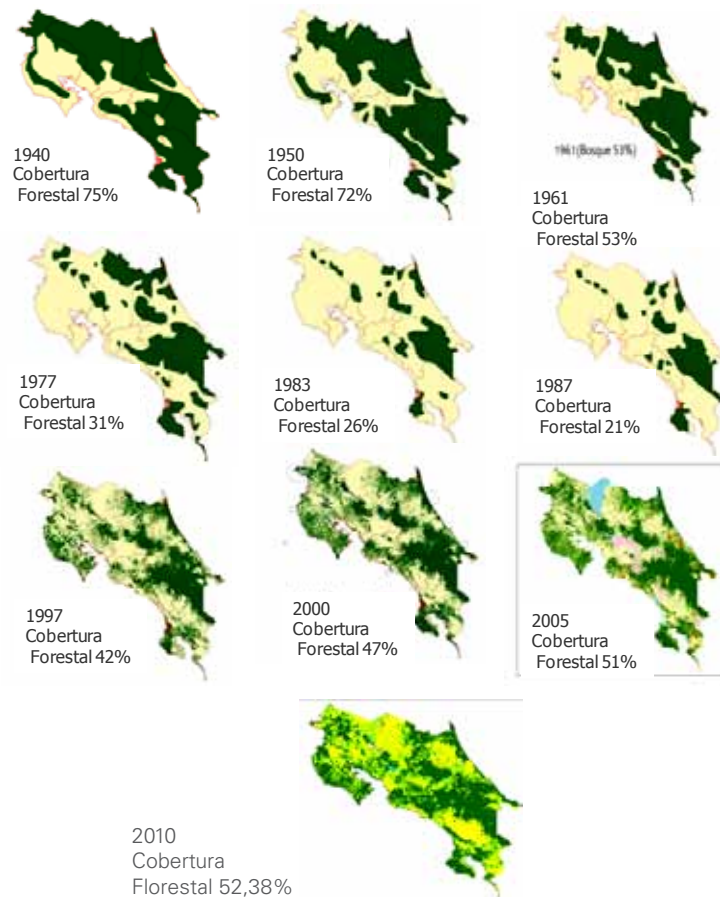 1940
Cobertura
Forestal 75%
1950
Cobertura
Forestal 72%
1961(Bosque 53%)
1961
Cobertura
Forestal 53%
1977
Cobertura
Forestal 31%
1983
Cobertura
Forestal 26%
1987
Cobertura
Forestal 21%
1997
Cobertura
Forestal 42%
2000
Cobertura
Forestal 47%
2005
Cobertura
Forestal 51%
2010
Cobertura
Florestal 52,38%